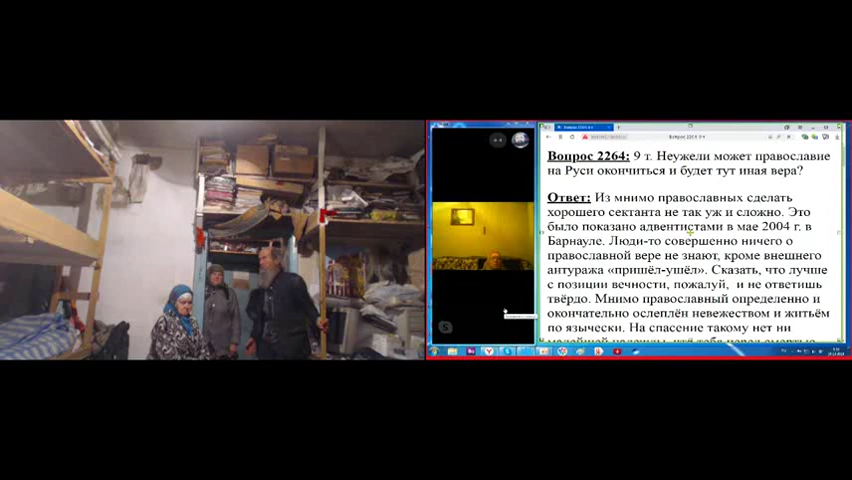 Вопрос 2264: 9 т. Неужели может православие
на Руси окончиться и будет тут иная вера?
Ответ: Из мнимо православных сделать
хорошего сектанта не так уж и сложно. Это
было показано адвентистами в мае 2004 г. в
Барнауле. Люди-то совершенно ничего о
православной вере не знают, кроме внешнего
антуража «пришёл-ушёл». Сказать, что лучше
с позиции вечности, пожалуй, и не ответишь
твёрдо. Мнимо православный определенно и
окончательно ослеплён невежеством и житьём
по язычески. На спасение такому нет ни